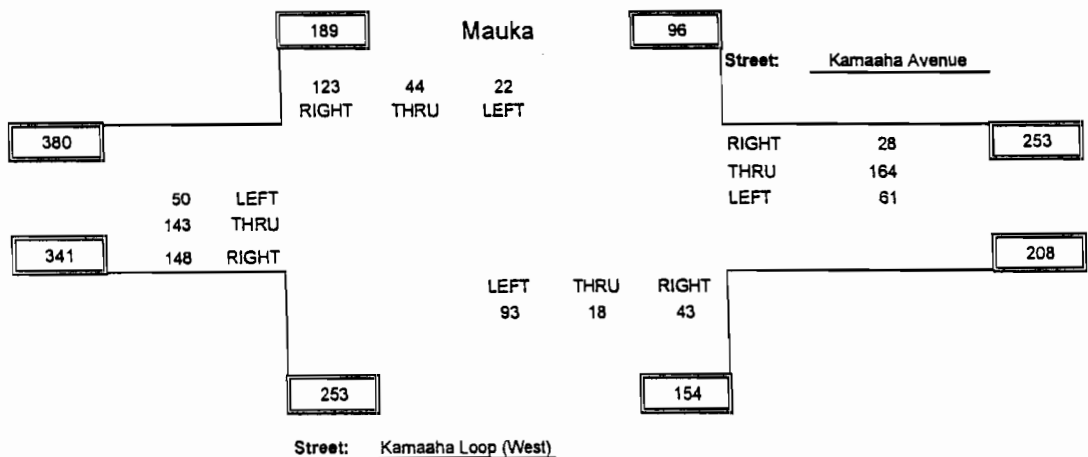 189 Mauka 96
Street: Kamaaha Avenue
123 44 22
RIGHT THRU LEFT
380 RIGHT 28 253
THRU 164
50 LEFT LEFT 61
143 THRU
341 148 RIGHT 208
LEFT THRU RIGHT
93 18 43
253 154
Street: Kamaaha Loop (West)